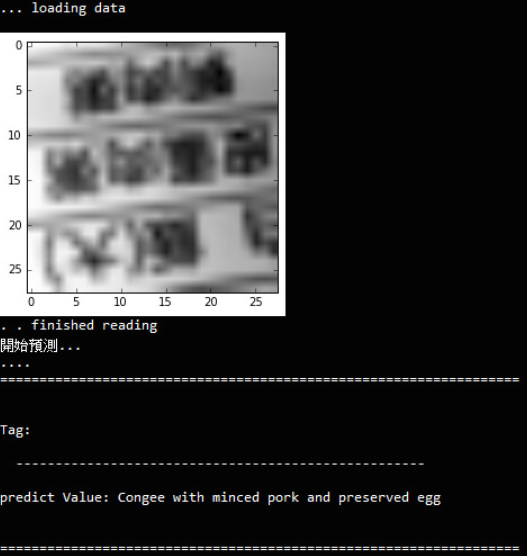 ... loading data
0
5
10
15
20
25
0 5 10 15 20 25
. . finished reading
開始預測...
....
==================================================================
Tag:
----------------------------------------------------
predict Value: Congee with minced pork and preserved egg
==================================================================